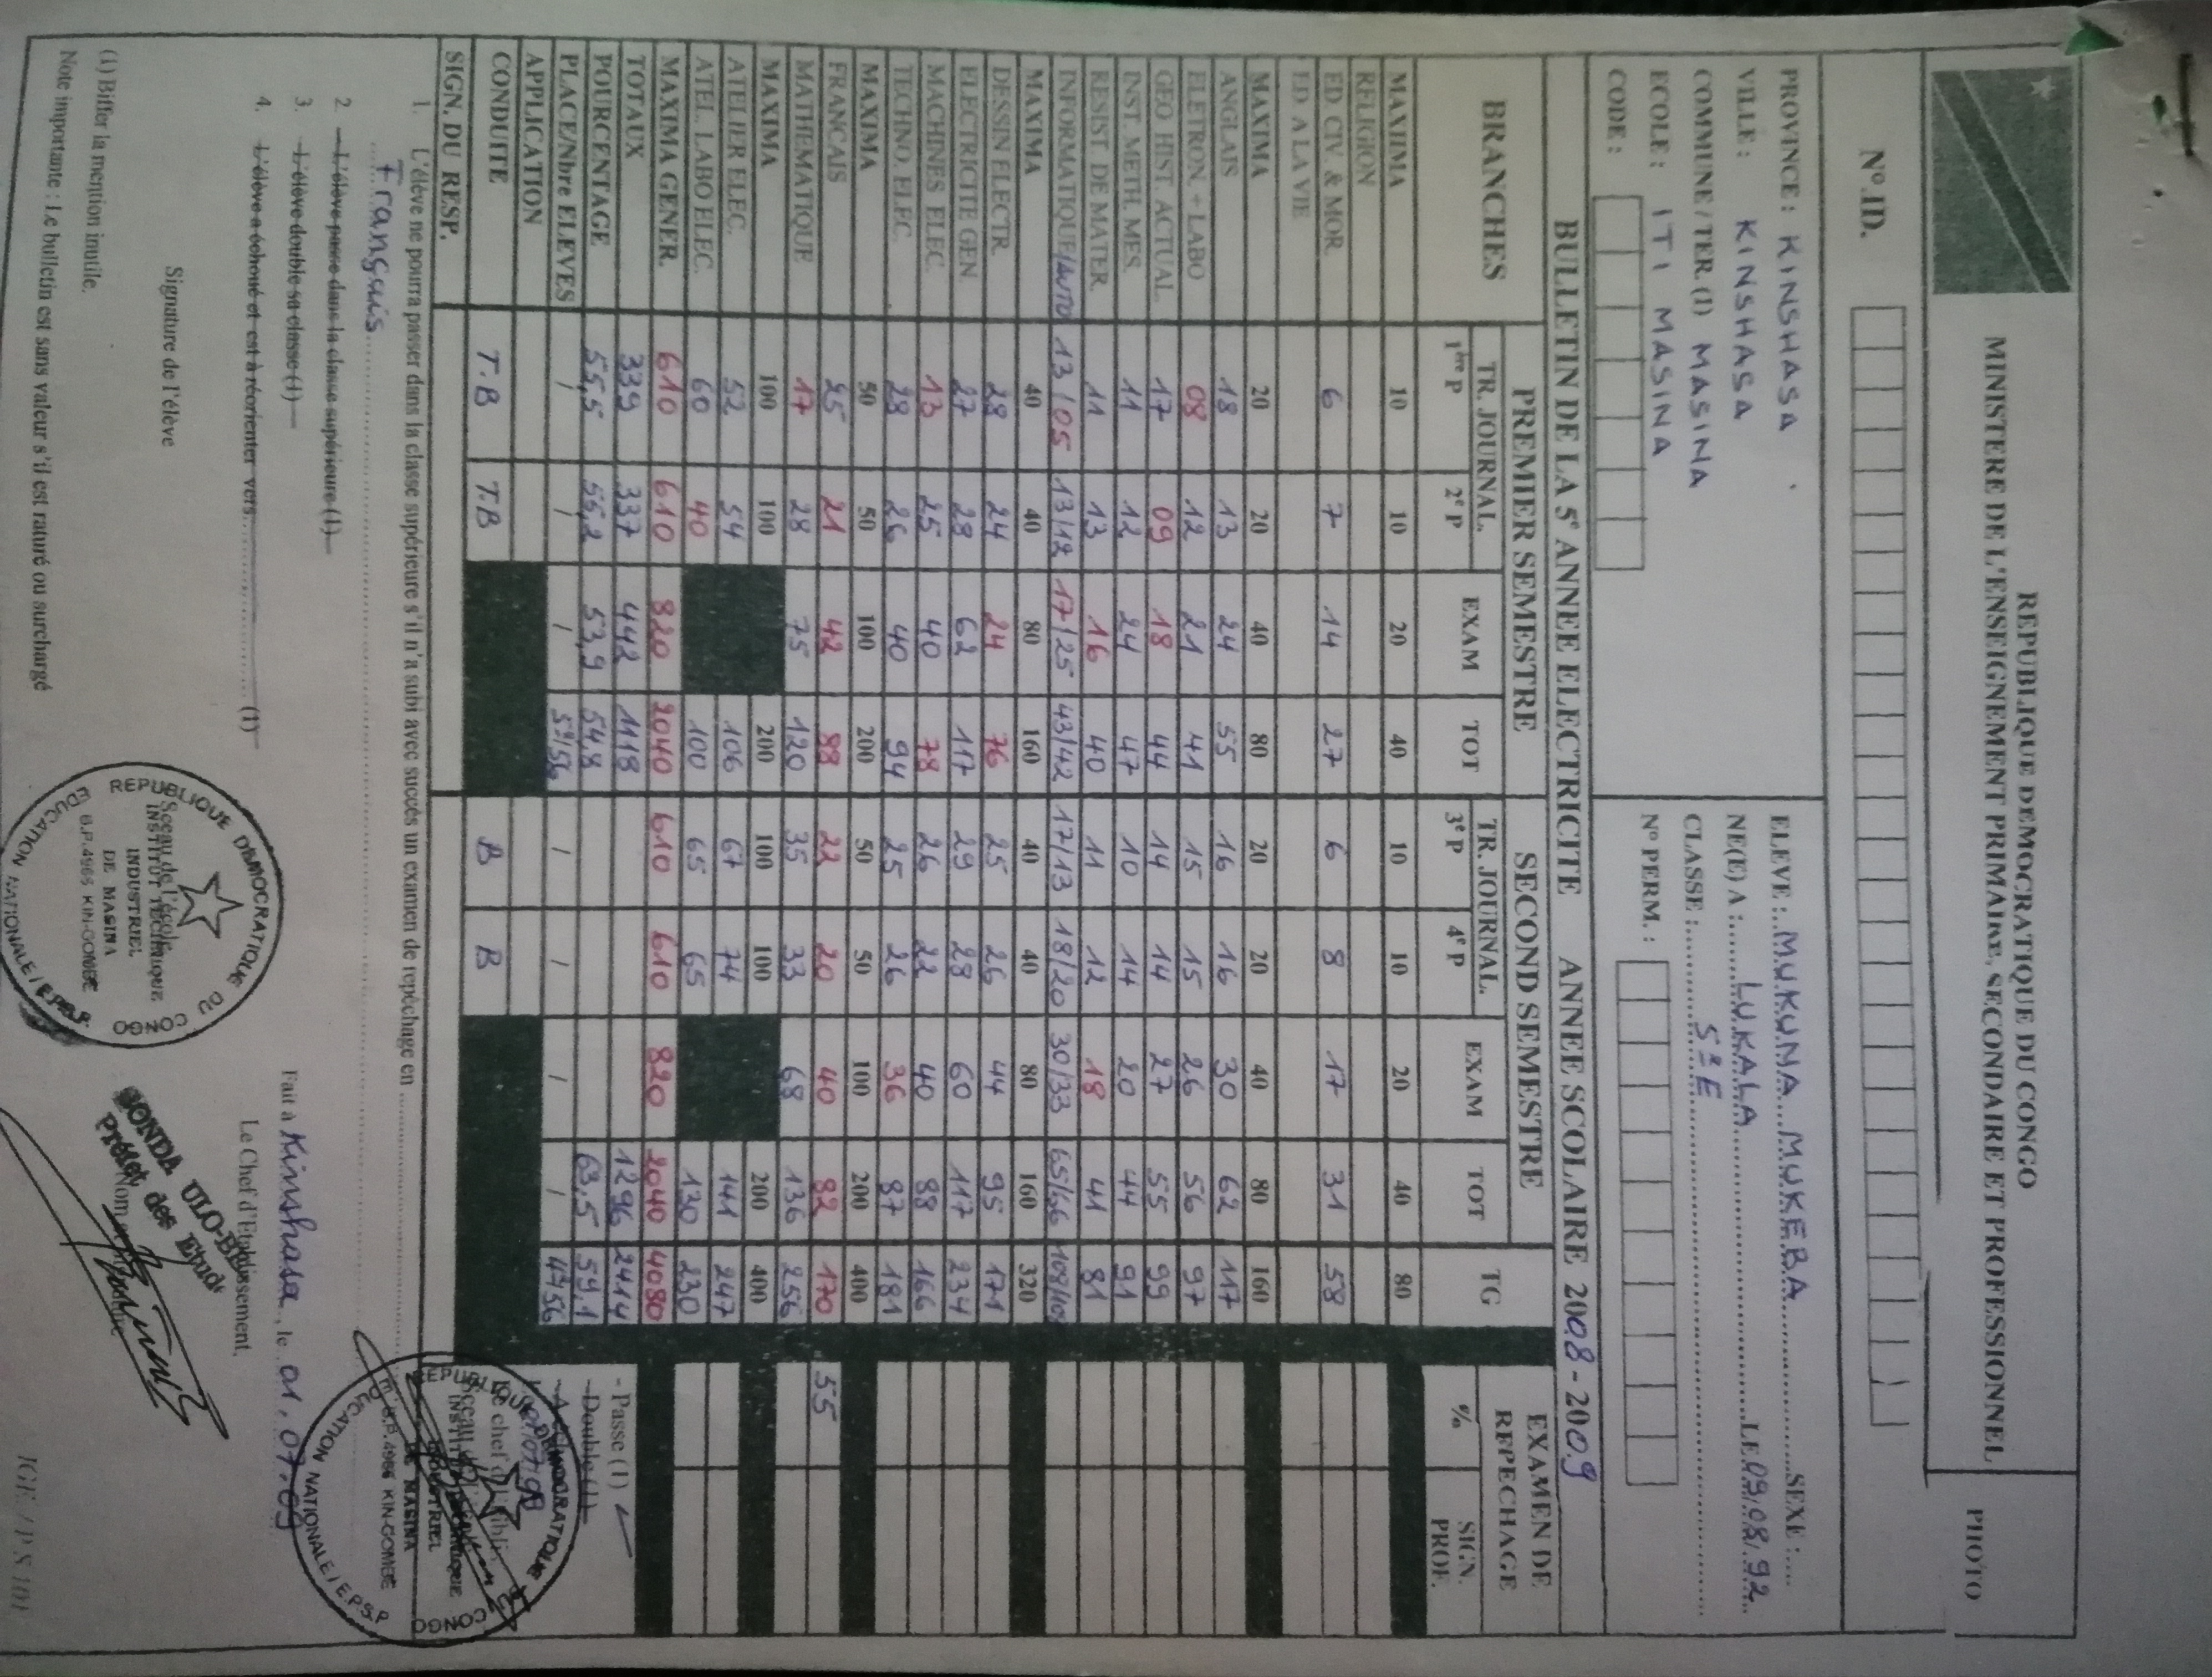 REPUBLIQUE DEMOCRATIQUE DU CONGO
MINISTERE DE L'ENSEIGNEMENT PRIMAIRE, SECONDAIRE ET PROFESSIONNEL
PHOTO
N° ID.
PROVINCE : KINSHASA
VILLE : KINSHASA
COMMUNE / TER. (1) MASINA
ECOLE : ITI MASINA
CODE :
ELEVE : MUKUNA MUKEBA SEXE :
NE(E) A : LUKALA LE 09.08.92
CLASSE : 5e E
N° PERM. :
BULLETIN DE LA 5e ANNEE ELECTRICITE ANNEE SCOLAIRE 2008 - 2009
BRANCHES PREMIER SEMESTRE SECOND SEMESTRE TG EXAMEN DE REPECHAGE
TR. JOURNAL. EXAM TOT TR. JOURNAL. EXAM TOT % SIGN. PROF.
1ère P 2e P 3e P 4e P
MAXIMA 10 10 20 40 10 10 20 40 80
RELIGION
ED CIV. & MOR 6 7 14 27 6 8 17 31 58
ED. A LA VIE
MAXIMA 20 20 40 80 20 20 40 80 160
ANGLAIS 18 13 24 55 16 16 30 62 117
ELETRON. + LABO 08 12 21 41 15 15 26 56 97
GEO HIST. ACTUAL. 17 09 18 44 14 14 27 55 99
INST. METH. MES. 11 12 24 47 10 14 20 44 91
RESIST. DE MATER. 11 13 16 40 11 12 18 41 81
INFORMATIQUE/AUTO 13/05 13/12 17/25 43/42 17/13 18/20 30/33 65/66
MAXIMA 40 40 80 160 40 40 80 160 320
DESSIN ELECTR. 28 24 24 76 25 26 44 95 171
ELECTRICITE GEN. 27 28 62 117 29 28 60 117 234
MACHINES ELEC. 13 25 40 78 26 22 40 88 166
TECHNO. ELEC. 28 26 40 94 25 26 36 87 181
MAXIMA 50 50 100 200 50 50 100 200 400
FRANCAIS 25 21 42 88 22 20 40 82 170 55
MATHEMATIQUE 17 28 75 120 35 33 68 136 256
MAXIMA 100 100 200 100 100 200 400
ATELIER ELEC. 52 54 106 67 74 141 247
ATEL. LABO ELEC. 60 40 100 65 65 130 230
MAXIMA GENER. 610 610 820 2040 610 610 820 2040 4080
TOTAUX 339 337 442 1118 1296 2414
POURCENTAGE 55,5 55,2 53,9 54,8 63,5 59,1
PLACE/Nbre ELEVES / / / 5e/56 / / / / 4e/56
APPLICATION
CONDUITE T.B T.B B B
SIGN. DU RESP.
- Passe (1)
- Double (1)
1. L'élève ne pourra passer dans la classe supérieure s'il n'a subi avec succès un examen de repêchage en
Français
2. L'élève passe dans la classe supérieure (1)
3. L'élève double sa classe (1)
4. L'élève a échoué et est à réorienter vers (1)
Fait à Kinshasa, le 01, 07, 09
Le Chef d'Etablissement,
Signature de l'élève
Sceau de l'école
REPUBLIQUE DEMOCRATIQUE DU CONGO
INSTITUT TECHNIQUE
INDUSTRIEL
DE MASINA
B.P. 4966 KIN-GOMBE
EDUCATION NATIONALE / E.P.S.P.
Préfet des Etudes
REPUBLIQUE DEMOCRATIQUE DU CONGO
B.P. 4966 KIN-GOMBE
EDUCATION NATIONALE / E.P.S.P
(1) Biffer la mention inutile.
Note importante : Le bulletin est sans valeur s'il est raturé ou surchargé